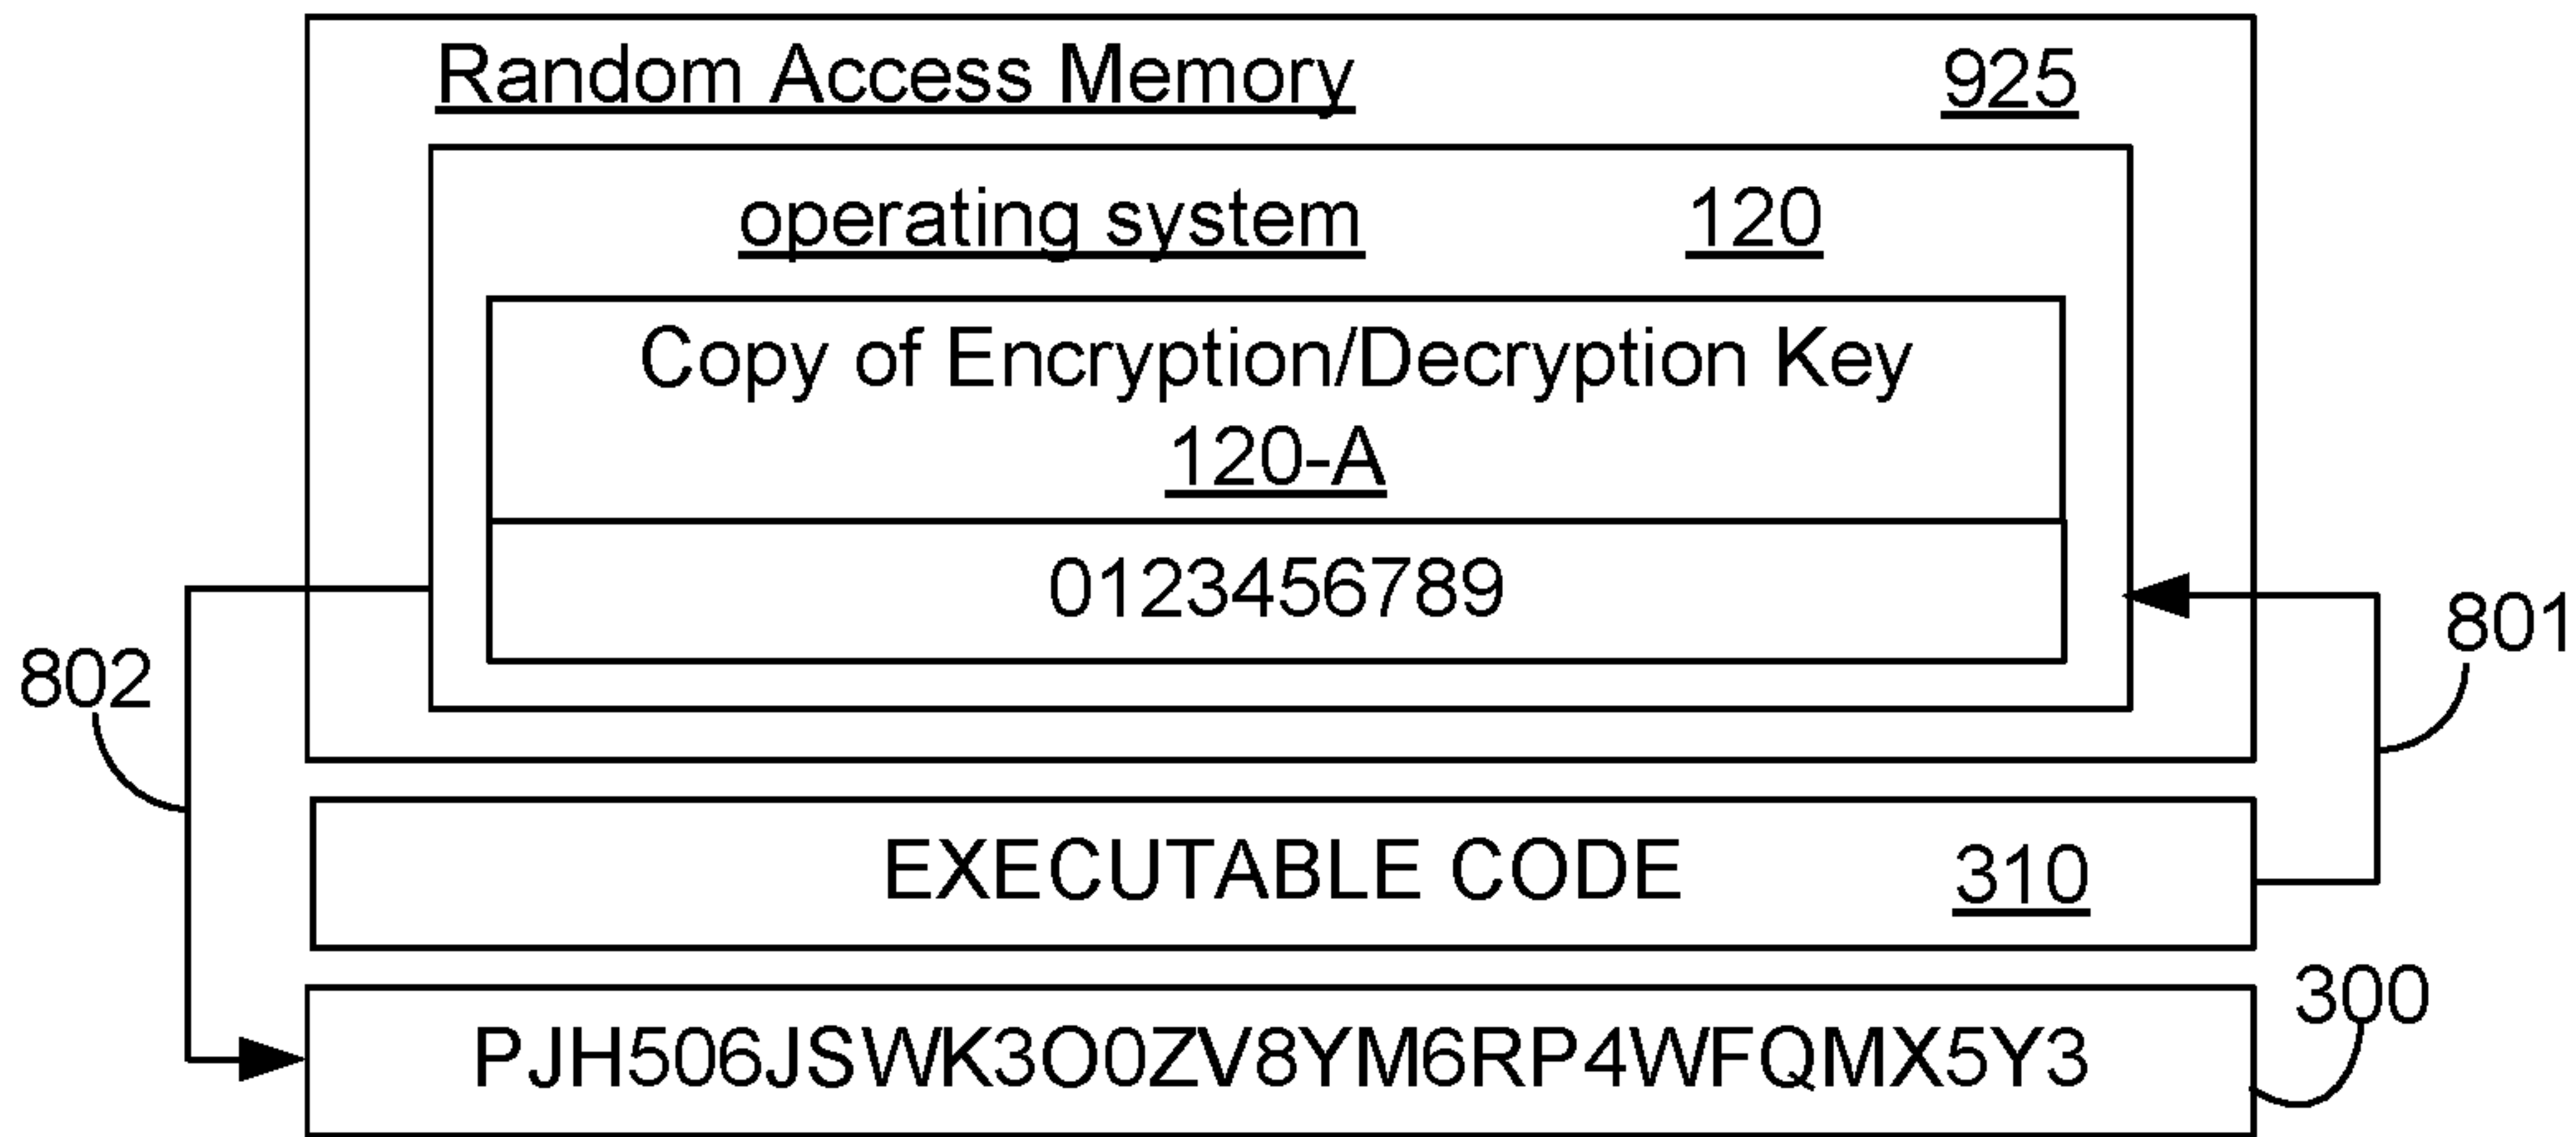 Random Access Memory 925
operating system 120
Copy of Encryption/Decryption Key
120-A
0123456789
802
801
EXECUTABLE CODE 310
300
PJH506JSWK3O0ZV8YM6RP4WFQMX5Y3